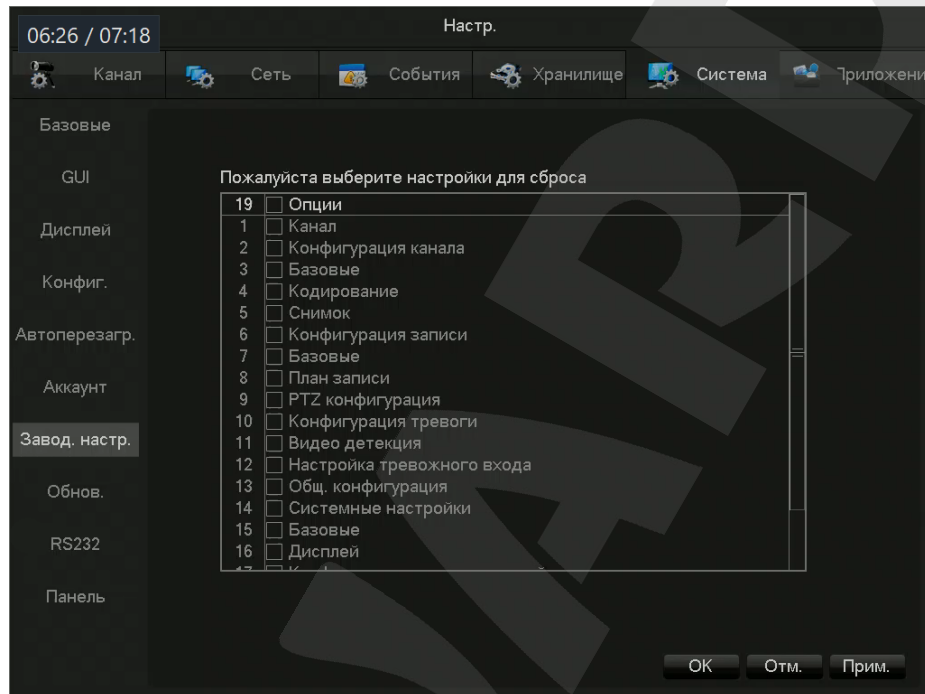 06:26 / 07:18
Настр.
Канал Сеть События Хранилище Система Приложени
Базовые
GUI
Дисплей
Конфиг.
Автоперезагр.
Аккаунт
Завод. настр.
Обнов.
RS232
Панель
Пожалуйста выберите настройки для сброса
19 Опции
1 Канал
2 Конфигурация канала
3 Базовые
4 Кодирование
5 Снимок
6 Конфигурация записи
7 Базовые
8 План записи
9 PTZ конфигурация
10 Конфигурация тревоги
11 Видео детекция
12 Настройка тревожного входа
13 Общ. конфигурация
14 Системные настройки
15 Базовые
16 Дисплей
17
OK Отм. Прим.